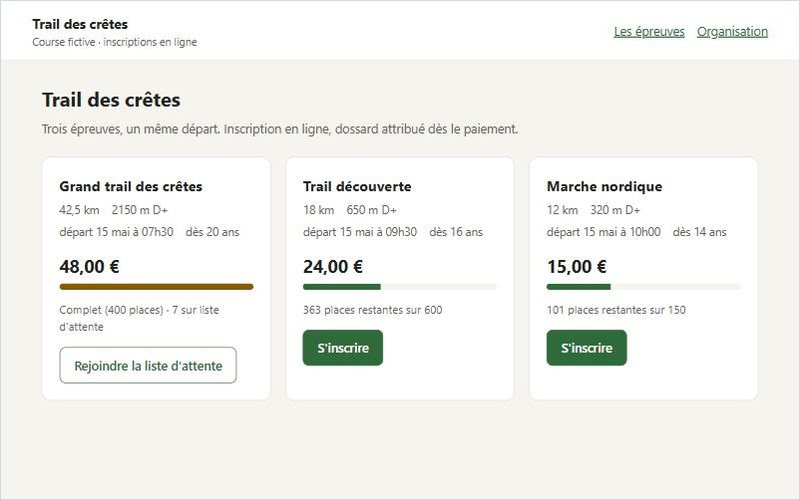 Trail des crêtes
Course fictive · inscriptions en ligne
Les épreuves Organisation
Trail des crêtes
Trois épreuves, un même départ. Inscription en ligne, dossard attribué dès le paiement.
Grand trail des crêtes
42,5 km 2150 m D+
départ 15 mai à 07h30 dès 20 ans
48,00 €
Complet (400 places) · 7 sur liste
d'attente
Rejoindre la liste d'attente
Trail découverte
18 km 650 m D+
départ 15 mai à 09h30 dès 16 ans
24,00 €
363 places restantes sur 600
S'inscrire
Marche nordique
12 km 320 m D+
départ 15 mai à 10h00 dès 14 ans
15,00 €
101 places restantes sur 150
S'inscrire